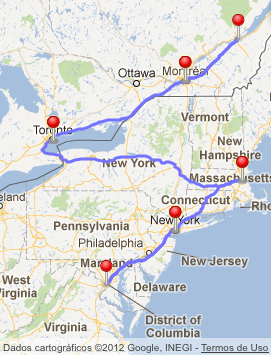 Ottawa
Montréal
Toronto
Vermont
New
Hampshire
New York
Massachusetts
Connecticut
Rho
Cleveland
New York
Pennsylvania
Philadelphia
Maryland
New Jersey
West
Virginia
Delaware
Virginia
District of
Columbia
Dados cartográficos ©2012 Google, INEGI - Termos de Uso